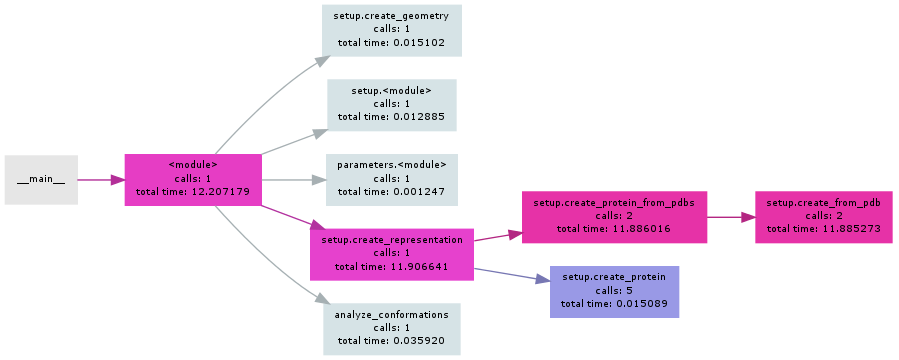 setup.create_geometry
calls: 1
total time: 0.015102
setup.<module>
calls: 1
total time: 0.012885
__main__
<module>
calls: 1
total time: 12.207179
parameters.<module>
calls: 1
total time: 0.001247
setup.create_protein_from_pdbs
calls: 2
total time: 11.886016
setup.create_from_pdb
calls: 2
total time: 11.885273
setup.create_representation
calls: 1
total time: 11.906641
setup.create_protein
calls: 5
total time: 0.015089
analyze_conformations
calls: 1
total time: 0.035920